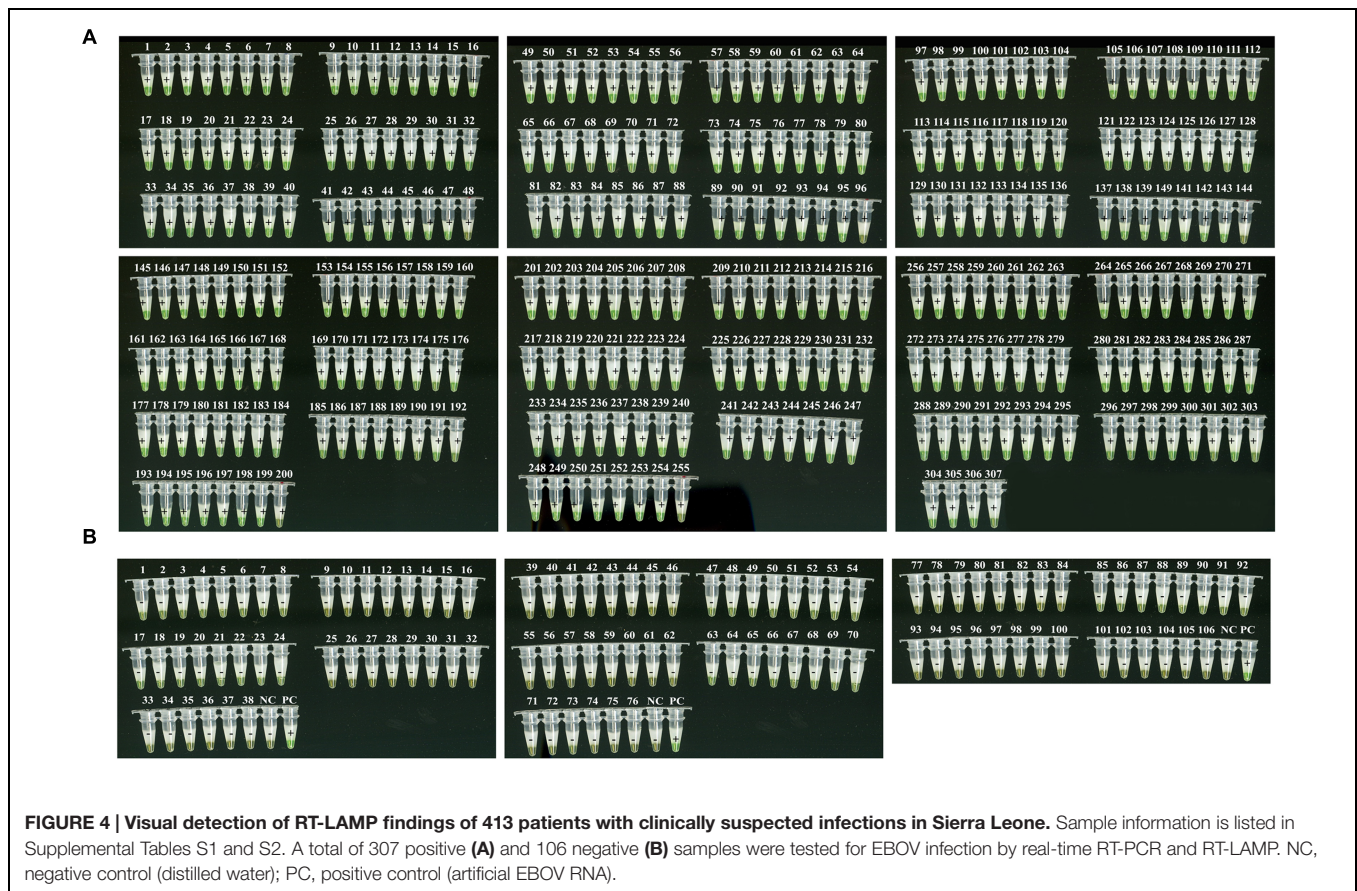 A
1 2 3 4 5 6 7 8 9 10 11 12 13 14 15 16
17 18 19 20 21 22 23 24 25 26 27 28 29 30 31 32
33 34 35 36 37 38 39 40 41 42 43 44 45 46 47 48
49 50 51 52 53 54 55 56 57 58 59 60 61 62 63 64
65 66 67 68 69 70 71 72 73 74 75 76 77 78 79 80
81 82 83 84 85 86 87 88 89 90 91 92 93 94 95 96
97 98 99 100 101 102 103 104 105 106 107 108 109 110 111 112
113 114 115 116 117 118 119 120 121 122 123 124 125 126 127 128
129 130 131 132 133 134 135 136 137 138 139 149 141 142 143 144
145 146 147 148 149 150 151 152 153 154 155 156 157 158 159 160
161 162 163 164 165 166 167 168 169 170 171 172 173 174 175 176
177 178 179 180 181 182 183 184 185 186 187 188 189 190 191 192
193 194 195 196 197 198 199 200
201 202 203 204 205 206 207 208 209 210 211 212 213 214 215 216
217 218 219 220 221 222 223 224 225 226 227 228 229 230 231 232
233 234 235 236 237 238 239 240 241 242 243 244 245 246 247
248 249 250 251 252 253 254 255
256 257 258 259 260 261 262 263 264 265 266 267 268 269 270 271
272 273 274 275 276 277 278 279 280 281 282 283 284 285 286 287
288 289 290 291 292 293 294 295 296 297 298 299 300 301 302 303
304 305 306 307
B
1 2 3 4 5 6 7 8 9 10 11 12 13 14 15 16
17 18 19 20 21 22 23 24 25 26 27 28 29 30 31 32
33 34 35 36 37 38 NC PC
39 40 41 42 43 44 45 46 47 48 49 50 51 52 53 54
55 56 57 58 59 60 61 62 63 64 65 66 67 68 69 70
71 72 73 74 75 76 NC PC
77 78 79 80 81 82 83 84 85 86 87 88 89 90 91 92
93 94 95 96 97 98 99 100 101 102 103 104 105 106 NC PC
FIGURE 4 | Visual detection of RT-LAMP findings of 413 patients with clinically suspected infections in Sierra Leone. Sample information is listed in
Supplemental Tables S1 and S2. A total of 307 positive (A) and 106 negative (B) samples were tested for EBOV infection by real-time RT-PCR and RT-LAMP. NC,
negative control (distilled water); PC, positive control (artificial EBOV RNA).